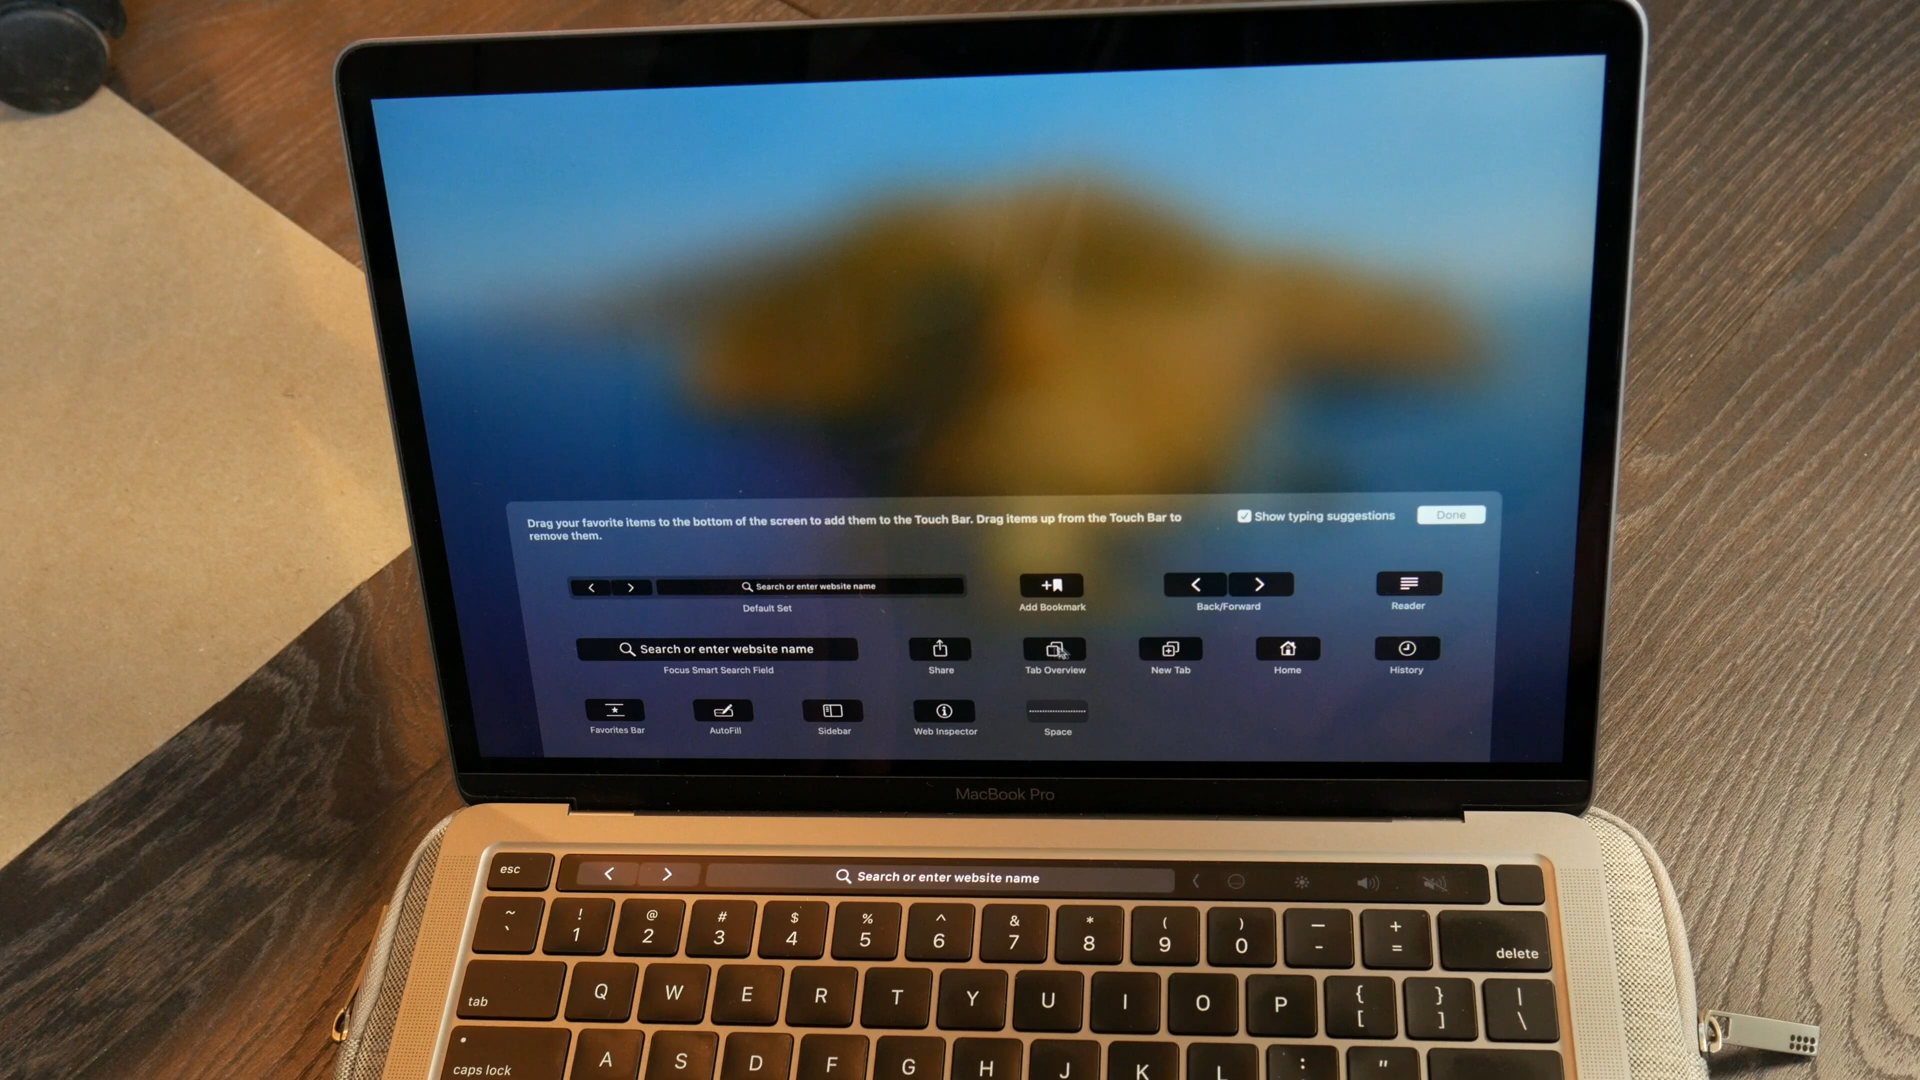 Drag your favorite items to the bottom of the screen to add them to the Touch Bar. Drag items up from the Touch Bar to
remove them.
Show typing suggestions
Done
Search or enter website name
Default Set
Add Bookmark
Back/Forward
Reader
Search or enter website name
Focus Smart Search Field
Share
Tab Overview
New Tab
Home
History
Favorites Bar
AutoFill
Sidebar
Web Inspector
Space
MacBook Pro
esc
Search or enter website name
~ ! @ # $ % ^ & * ( ) — +
` 1 2 3 4 5 6 7 8 9 0 - =
delete
tab
Q W E R T Y U I O P { } |
[ ] \
caps lock
A S D F G H J K L : "